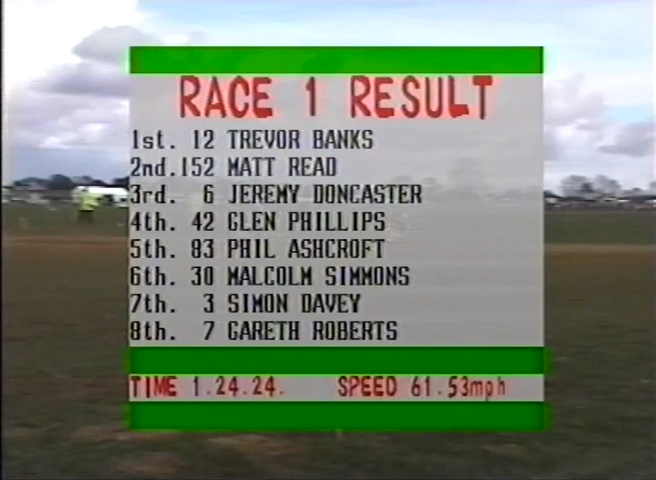 RACE 1 RESULT
1st. 12 TREVOR BANKS
2nd.152 MATT READ
3rd. 6 JEREMY DONCASTER
4th. 42 GLEN PHILLIPS
5th. 83 PHIL ASHCROFT
6th. 30 MALCOLM SIMMONS
7th. 3 SIMON DAVEY
8th. 7 GARETH ROBERTS
TIME 1.24.24. SPEED 61.53mph